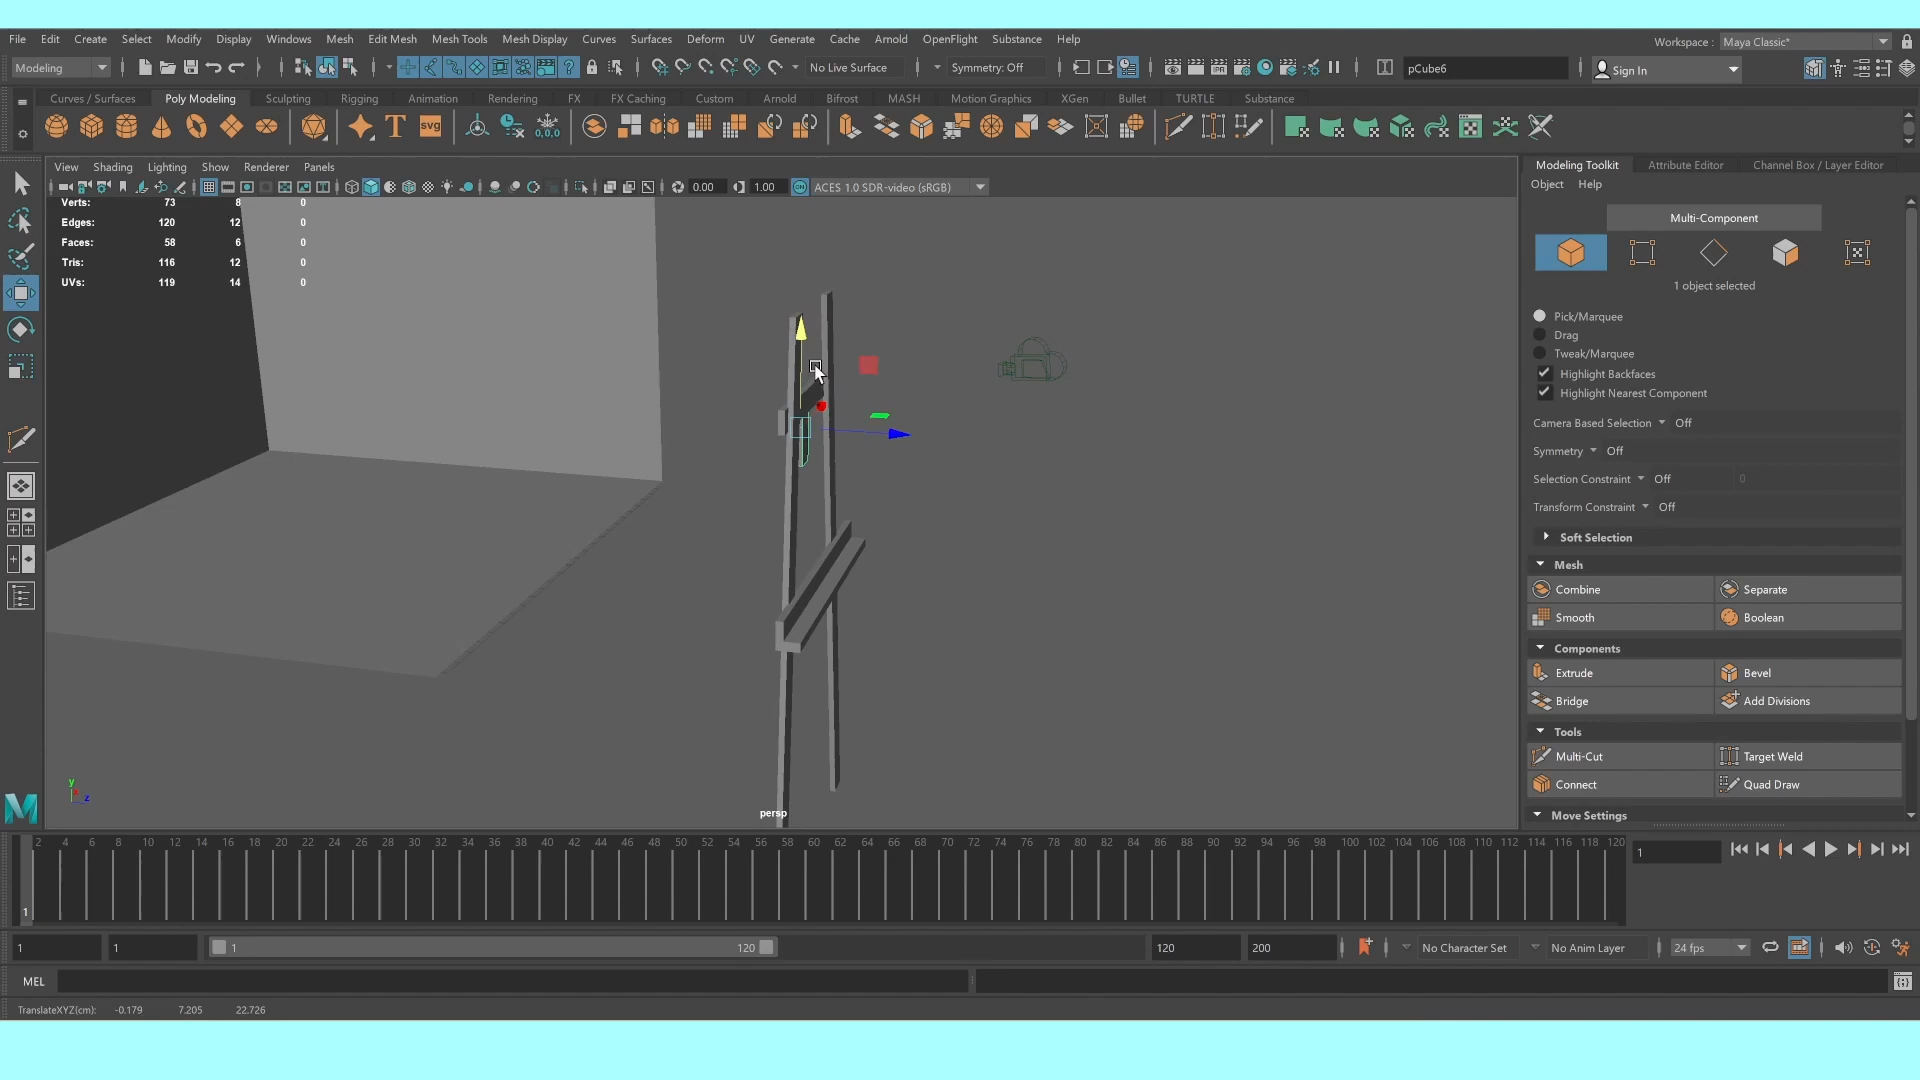 File Edit Create Select Modify Display Windows Mesh Edit Mesh Mesh Tools Mesh Display Curves Surfaces Deform UV Generate Cache Arnold OpenFlight Substance Help Workspace : Maya Classic*
Modeling No Live Surface Symmetry: Off pCube6 Sign In
Curves / Surfaces Poly Modeling Sculpting Rigging Animation Rendering FX FX Caching Custom Arnold Bifrost MASH Motion Graphics XGen Bullet TURTLE Substance
T svg 0,0,0
View Shading Lighting Show Renderer Panels
0.00 1.00 ON ACES 1.0 SDR-video (sRGB)
Verts: 73 8 0
Edges: 120 12 0
Faces: 58 6 0
Tris: 116 12 0
UVs: 119 14 0
y
z
persp
Modeling Toolkit Attribute Editor Channel Box / Layer Editor
Object Help
Multi-Component
1 object selected
Pick/Marquee
Drag
Tweak/Marquee
Highlight Backfaces
Highlight Nearest Component
Camera Based Selection Off
Symmetry Off
Selection Constraint Off 0
Transform Constraint Off
Soft Selection
Mesh
Combine Separate
Smooth Boolean
Components
Extrude Bevel
Bridge Add Divisions
Tools
Multi-Cut Target Weld
Connect Quad Draw
Move Settings
2 4 6 8 10 12 14 16 18 20 22 24 26 28 30 32 34 36 38 40 42 44 46 48 50 52 54 56 58 60 62 64 66 68 70 72 74 76 78 80 82 84 86 88 90 92 94 96 98 100 102 104 106 108 110 112 114 116 118 120
1 1
1 1 1 120 120 200 No Character Set No Anim Layer 24 fps
MEL
TranslateXYZ(cm): -0.179 7.205 22.726